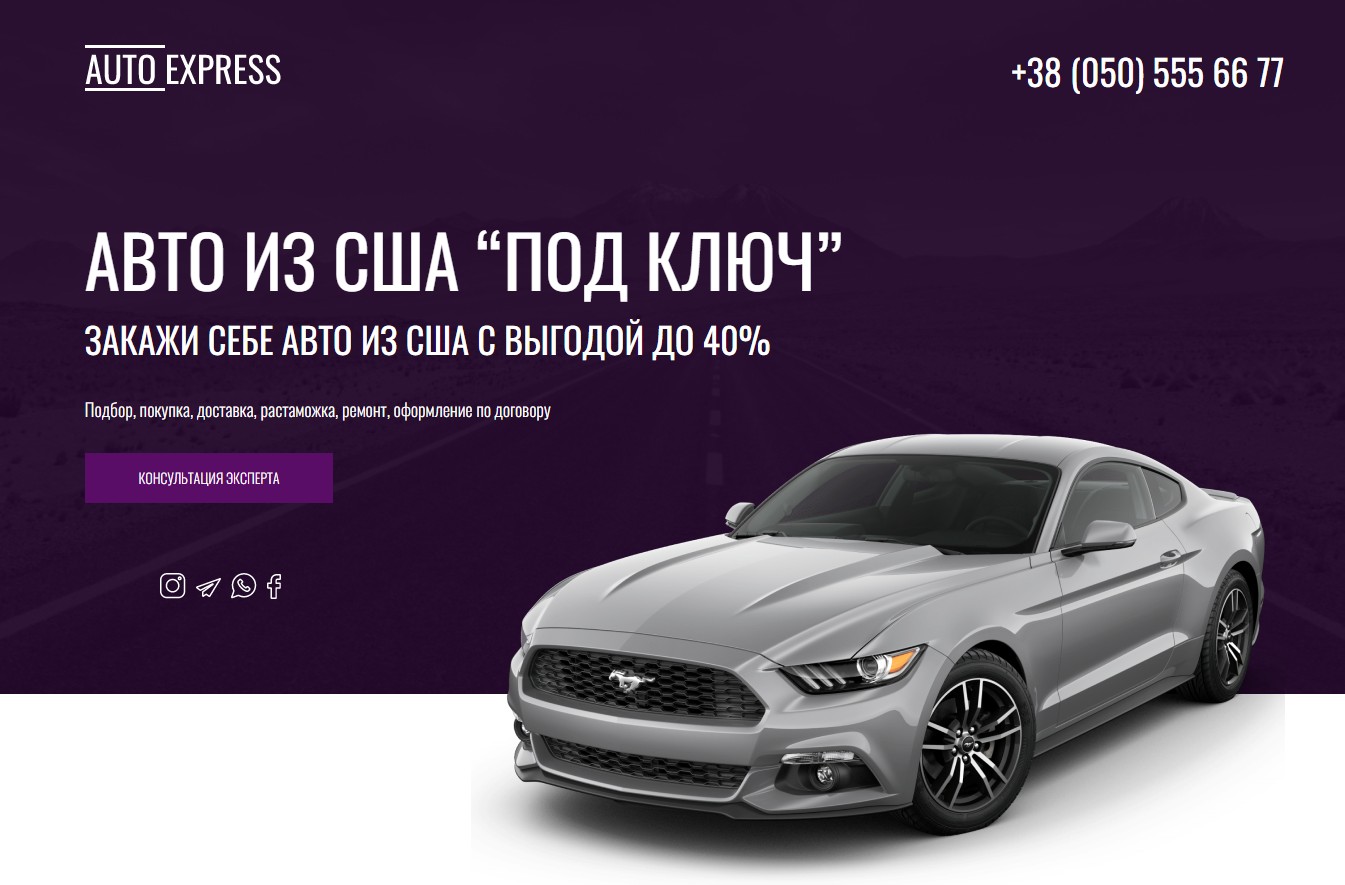 AUTO EXPRESS
+38 (050) 555 66 77
АВТО ИЗ США “ПОД КЛЮЧ”
ЗАКАЖИ СЕБЕ АВТО ИЗ США С ВЫГОДОЙ ДО 40%
Подбор, покупка, доставка, растаможка, ремонт, оформление по договору
КОНСУЛЬТАЦИЯ ЭКСПЕРТА